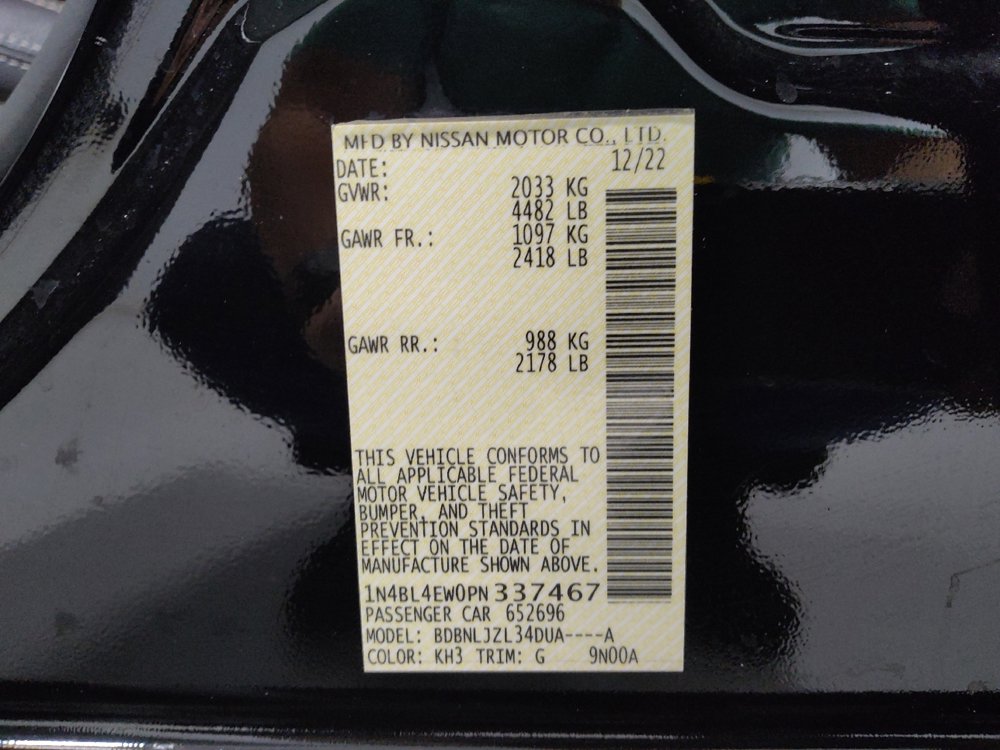 MFD BY NISSAN MOTOR CO., LTD.
DATE: 12/22
GVWR: 2033 KG
4482 LB
GAWR FR.: 1097 KG
2418 LB
GAWR RR.: 988 KG
2178 LB
THIS VEHICLE CONFORMS TO
ALL APPLICABLE FEDERAL
MOTOR VEHICLE SAFETY,
BUMPER, AND THEFT
PREVENTION STANDARDS IN
EFFECT ON THE DATE OF
MANUFACTURE SHOWN ABOVE.
1N4BL4EW0PN 337467
PASSENGER CAR 652696
MODEL: BDBNLJZL34DUA----A
COLOR: KH3 TRIM: G 9N00A